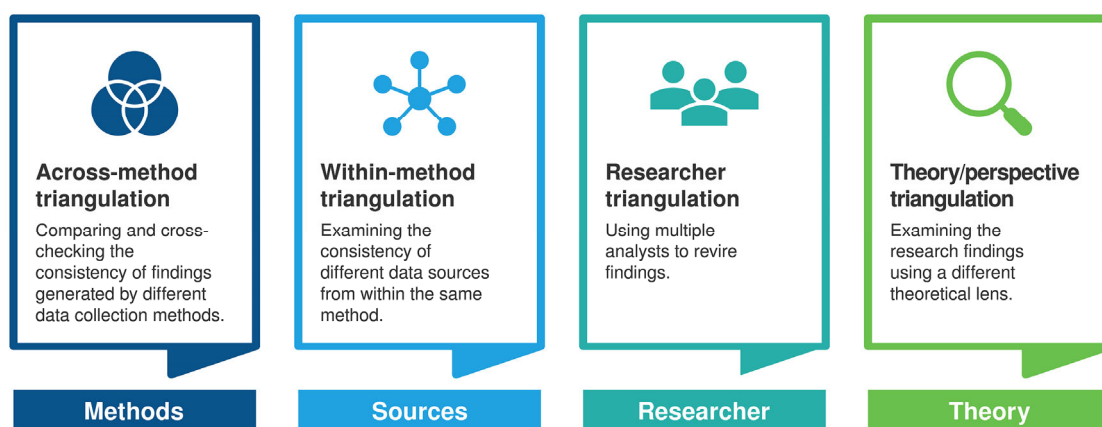 Across-method
triangulation
Comparing and cross-
checking the
consistency of findings
generated by different
data collection methods.
Methods
Within-method
triangulation
Examining the
consistency of
different data sources
from within the same
method.
Sources
Researcher
triangulation
Using multiple
analysts to revire
findings.
Researcher
Theory/perspective
triangulation
Examining the
research findings
using a different
theoretical lens.
Theory